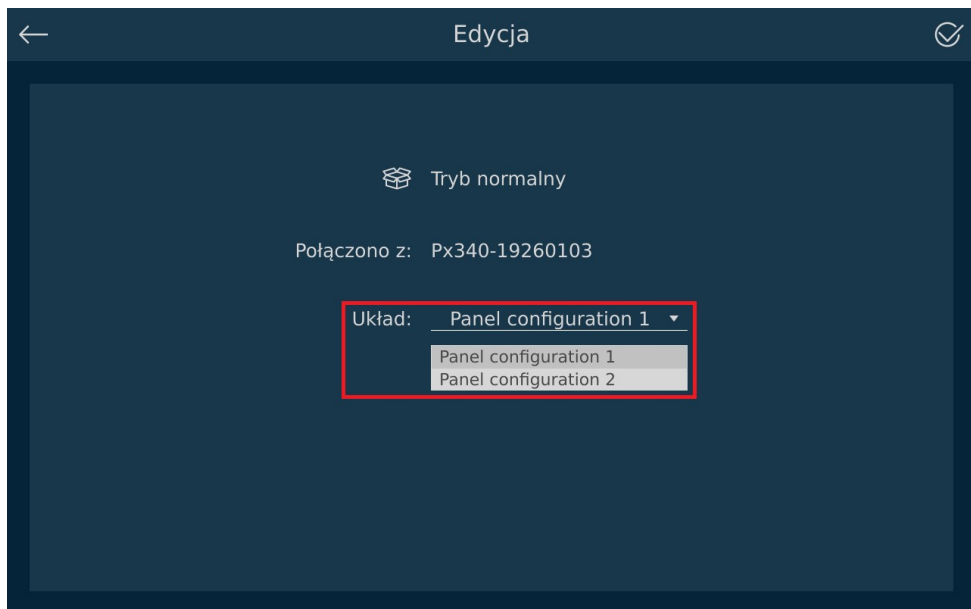 Edycja
Tryb normalny
Połączono z: Px340-19260103
Układ: Panel configuration 1
Panel configuration 1
Panel configuration 2